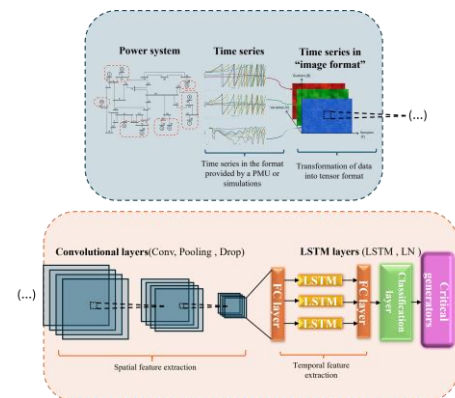 Power system
Time series
Time series in
"image format"
(...)
Time series in the format
provided by a PMU or
simulations
Transformation of data
into tensor format
Convolutional layers(Conv, Pooling , Drop)
LSTM layers (LSTM , LN )
(...)
FC layer
LSTM
LSTM
LSTM
FC layer
Classification
layer
Critical
generators
Spatial feature extraction
Temporal feature
extraction